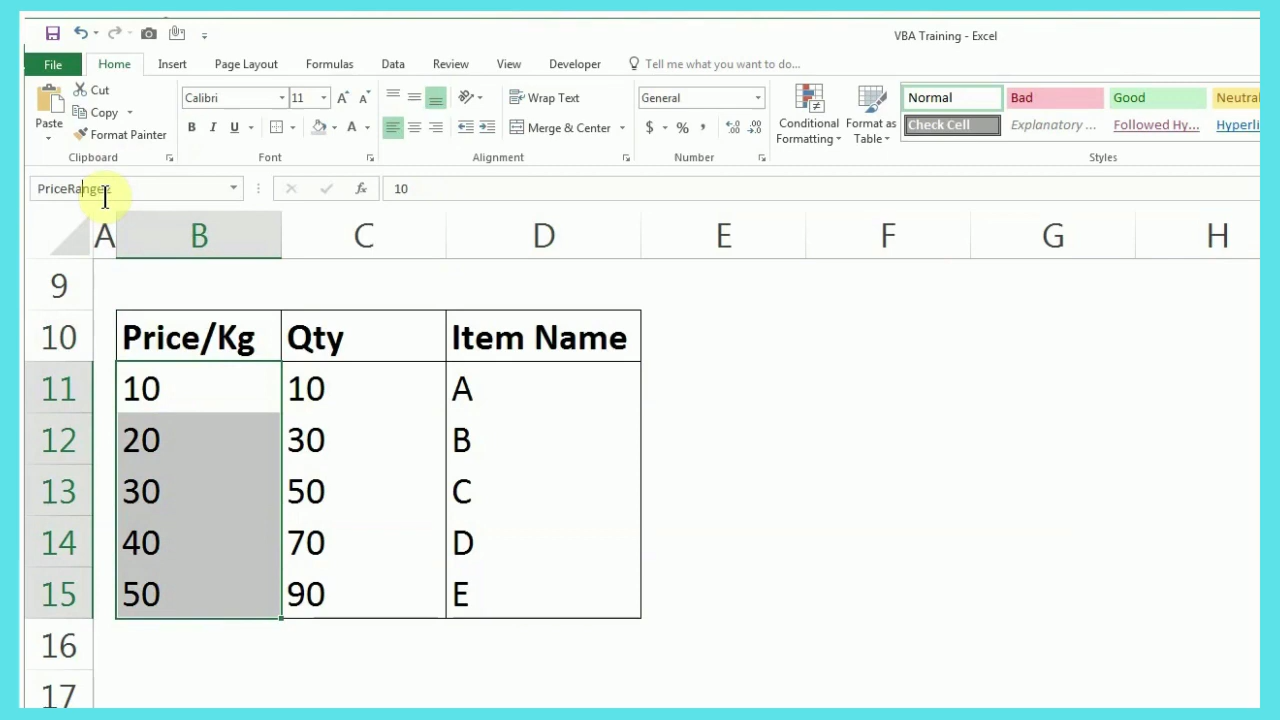 VBA Training - Excel
File Home Insert Page Layout Formulas Data Review View Developer Tell me what you want to do...
Paste
Cut
Copy
Format Painter
Clipboard
Calibri 11
B I U
Font
Wrap Text
Merge & Center
Alignment
General
$ % ,
Number
Conditional Formatting
Format as Table
Normal Bad Good Neutral
Check Cell Explanatory ... Followed Hy... Hyperli
Styles
PriceRange fx 10
A B C D E F G H
9
10 Price/Kg Qty Item Name
11 10 10 A
12 20 30 B
13 30 50 C
14 40 70 D
15 50 90 E
16
17